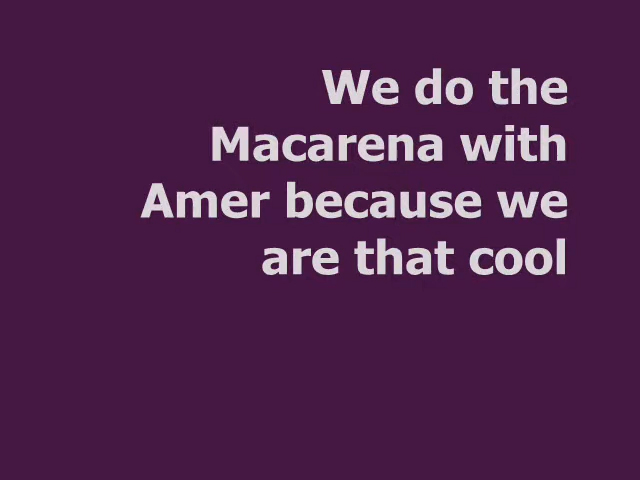 We do the
Macarena with
Amer because we
are that cool